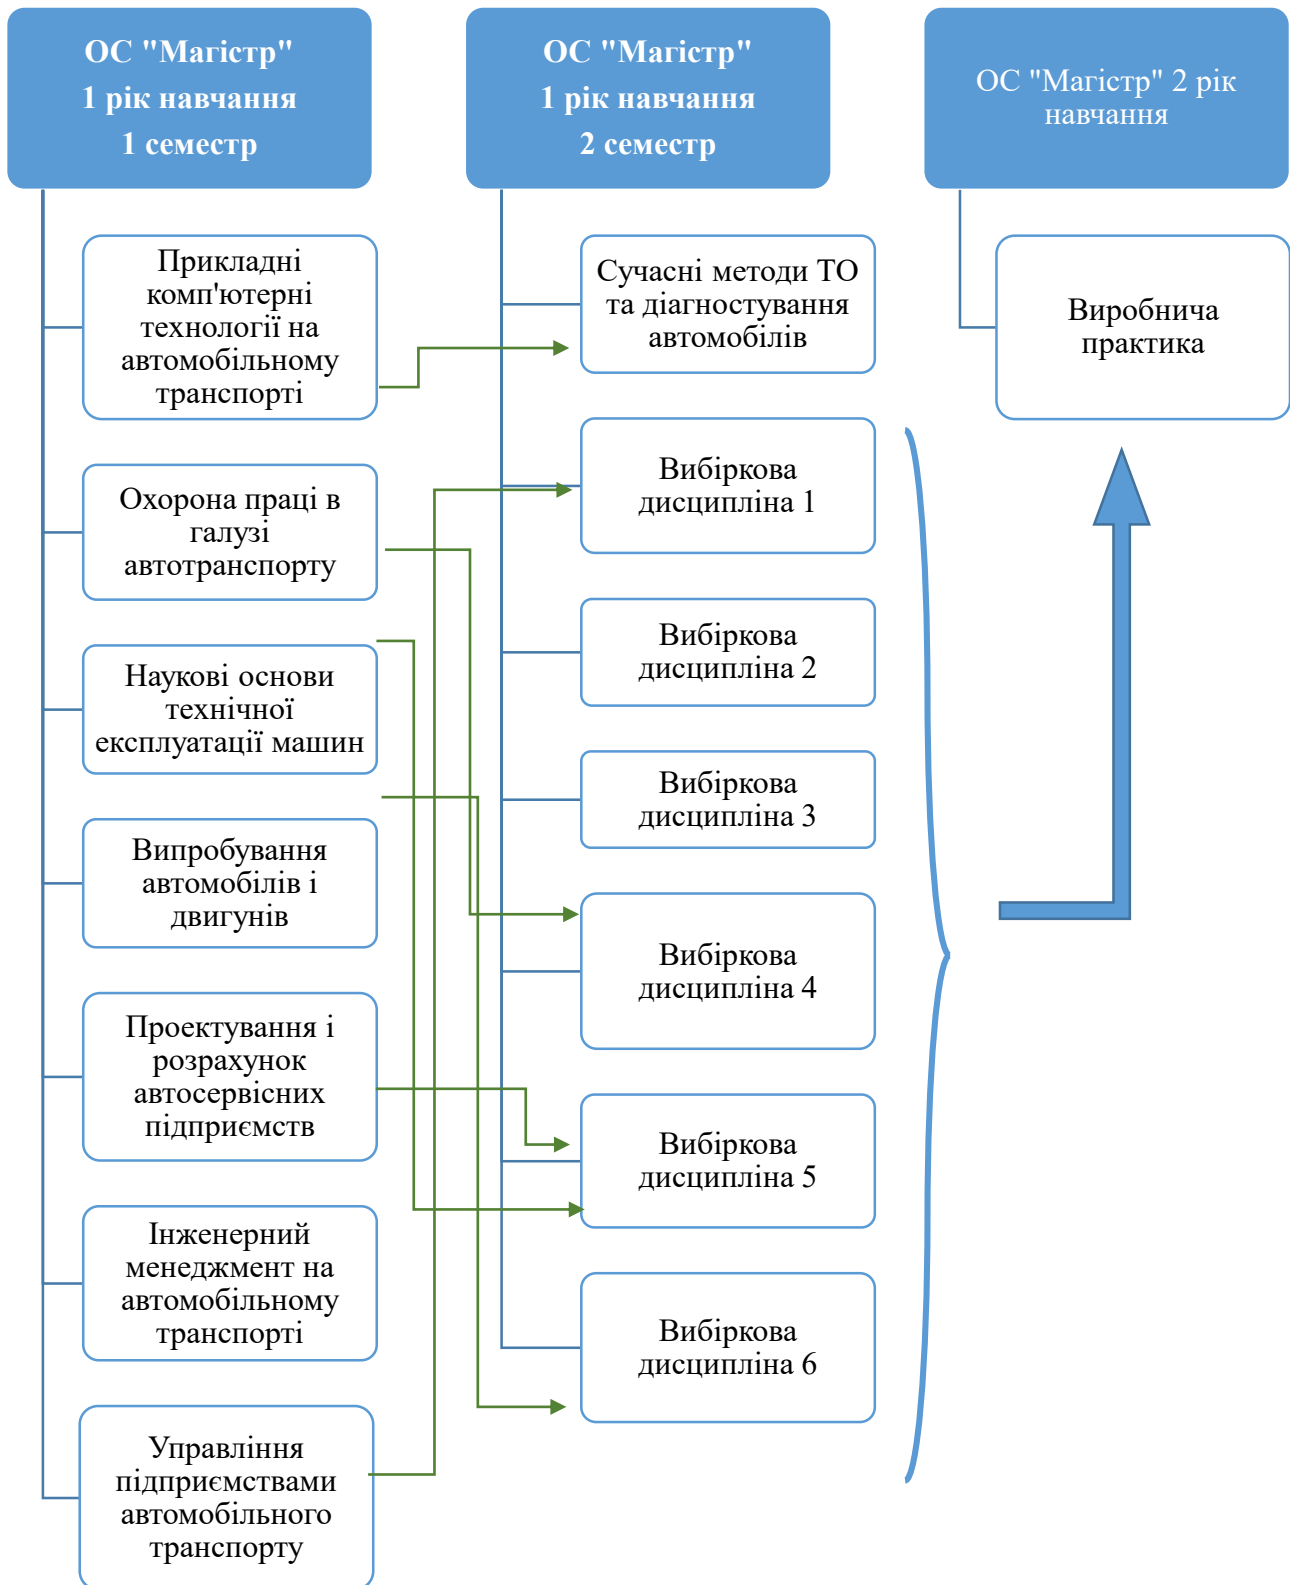 ОС "Магістр"
1 рік навчання
1 семестр
Прикладні
комп'ютерні
технології на
автомобільному
транспорті
Охорона праці в
галузі
автотранспорту
Наукові основи
технічної
експлуатації машин
Випробування
автомобілів і
двигунів
Проектування і
розрахунок
автосервісних
підприємств
Інженерний
менеджмент на
автомобільному
транспорті
Управління
підприємствами
автомобільного
транспорту
ОС "Магістр"
1 рік навчання
2 семестр
Сучасні методи ТО
та діагностування
автомобілів
Вибіркова
дисципліна 1
Вибіркова
дисципліна 2
Вибіркова
дисципліна 3
Вибіркова
дисципліна 4
Вибіркова
дисципліна 5
Вибіркова
дисципліна 6
ОС "Магістр" 2 рік
навчання
Виробнича
практика